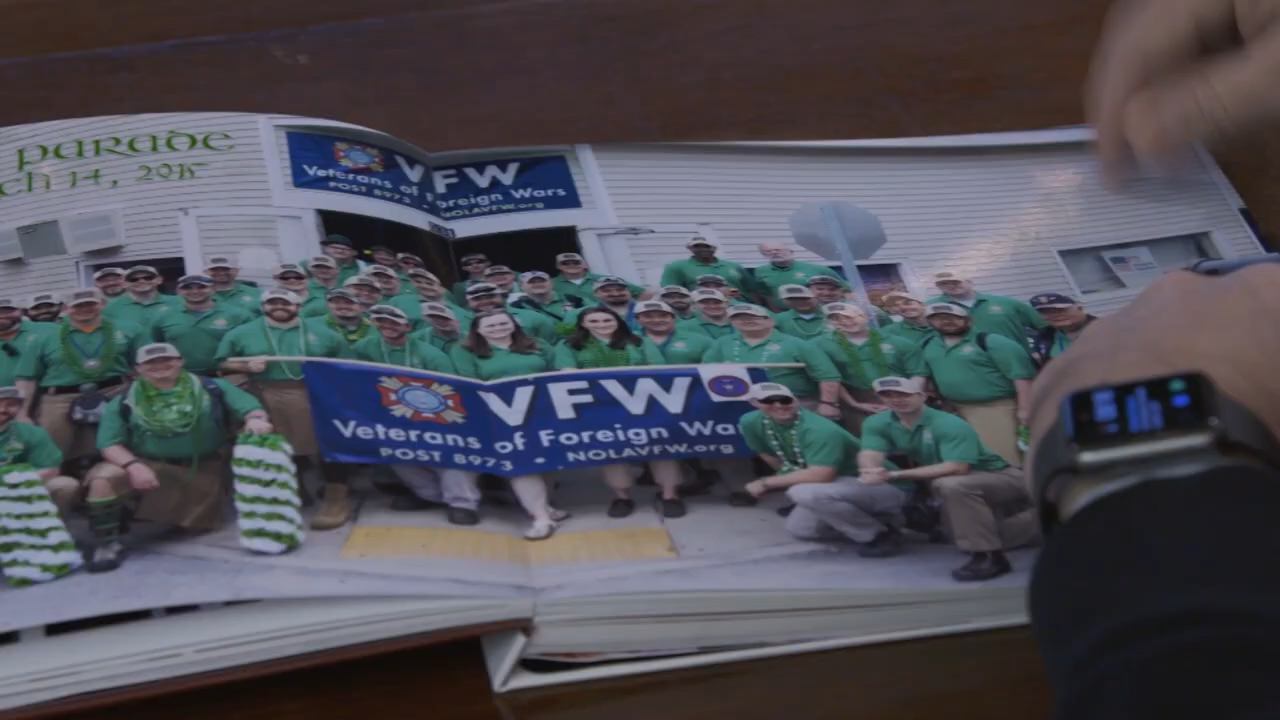 parade
ch 14, 2015
VFW
Veterans of Foreign Wars
POST 8973 • NOLAVFW.org
VFW
Veterans of Foreign Wa
POST 8973 • NOLAVFW.org